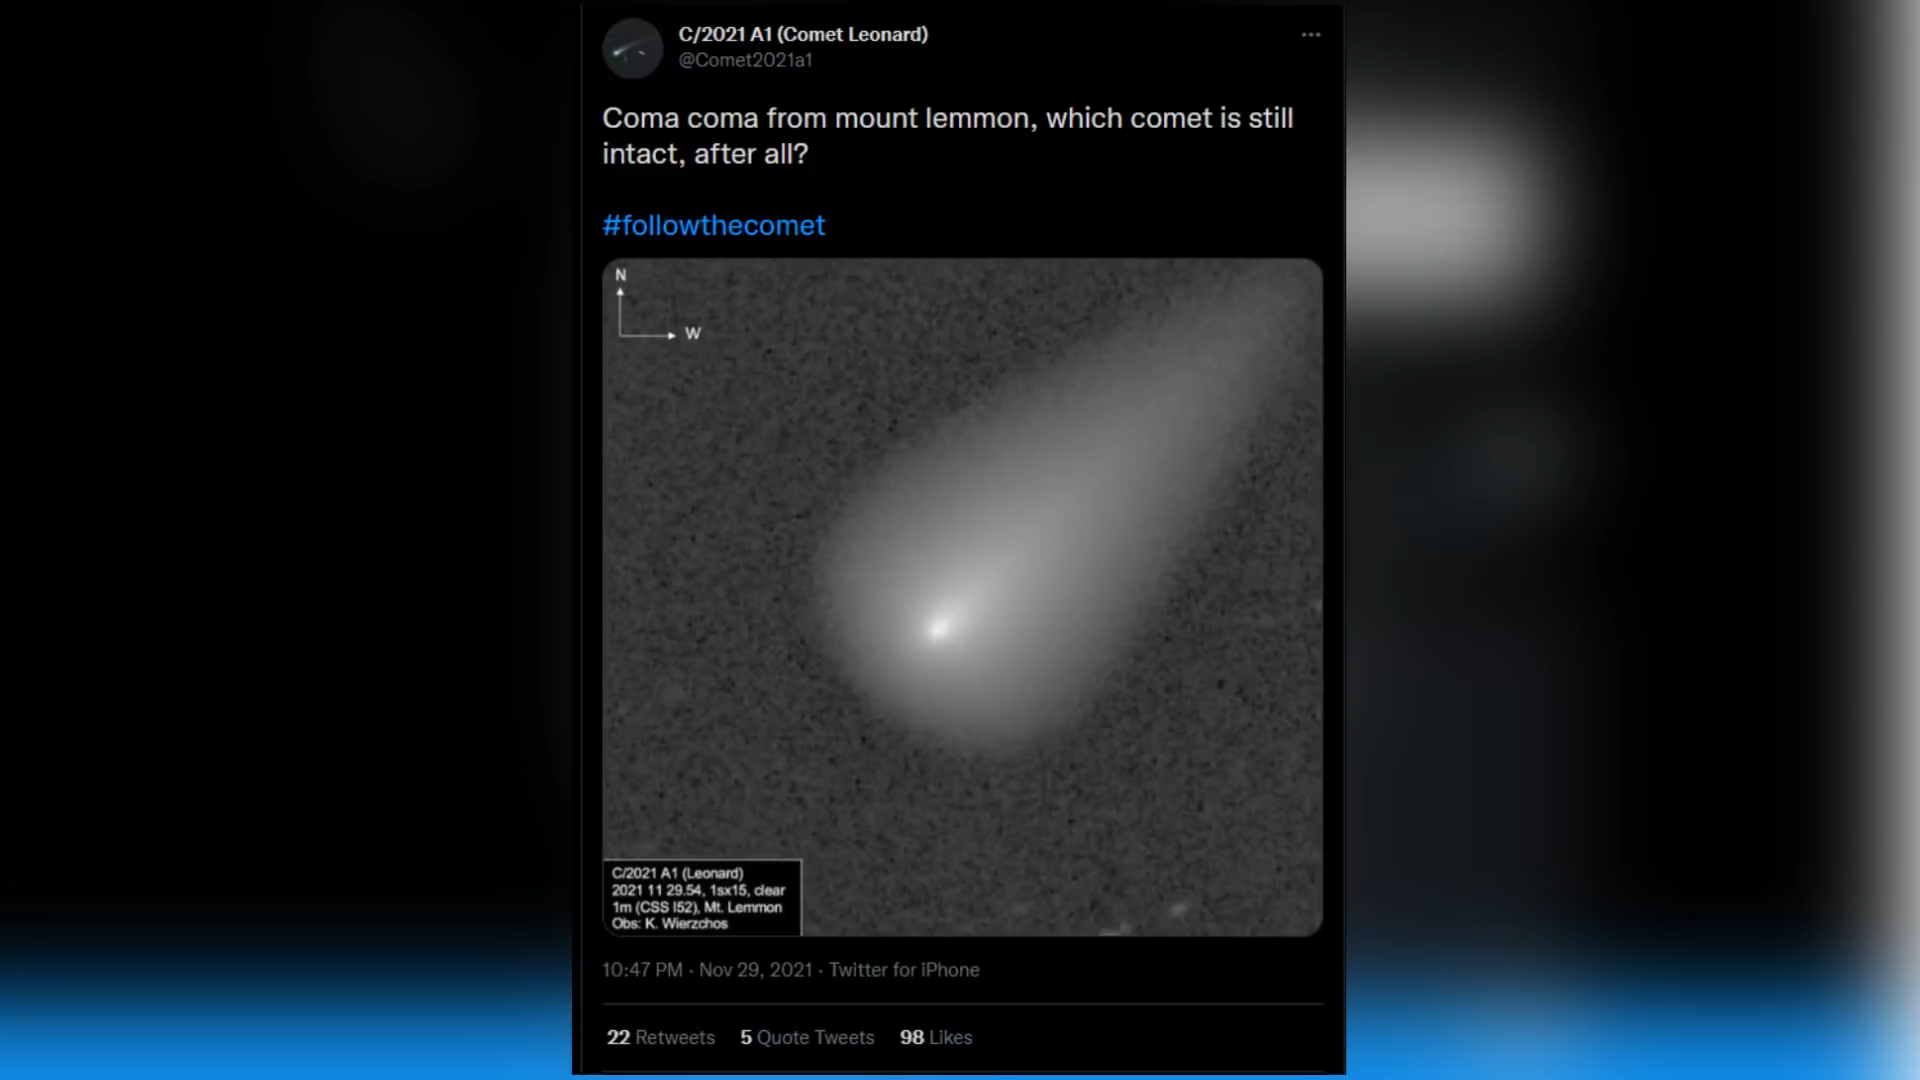 C/2021 A1 (Comet Leonard)
@Comet2021a1
Coma coma from mount lemmon, which comet is still
intact, after all?
#followthecomet
N
W
C/2021 A1 (Leonard)
2021 11 29.54, 1sx15, clear
1m (CSS I52), Mt. Lemmon
Obs: K. Wierzchos
10:47 PM · Nov 29, 2021 · Twitter for iPhone
22 Retweets 5 Quote Tweets 98 Likes